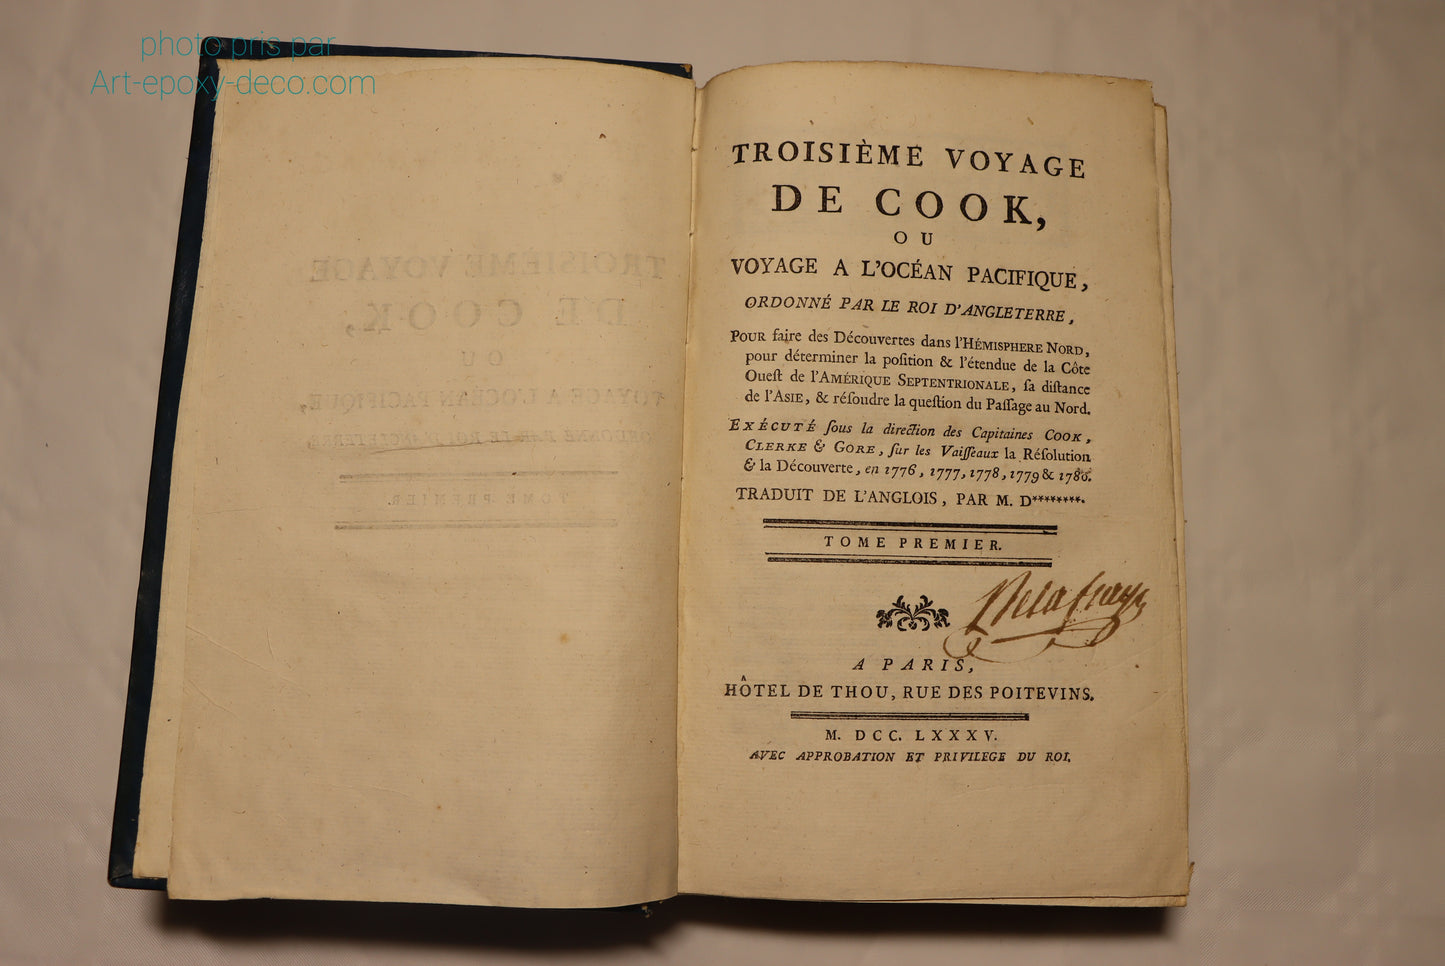 photo pris par
Art-epoxy-deco.com
TROISIÈME VOYAGE
DE COOK,
OU
VOYAGE A L'OCÉAN PACIFIQUE,
ORDONNÉ PAR LE ROI D'ANGLETERRE,
POUR faire des Découvertes dans l'HÉMISPHERE NORD,
pour déterminer la poſition & l'étendue de la Côte
Oueſt de l'AMÉRIQUE SEPTENTRIONALE, ſa diſtance
de l'ASIE, & réſoudre la queſtion du Paſſage au Nord.
EXÉCUTÉ ſous la direction des Capitaines COOK,
CLERKE & GORE, ſur les Vaiſſeaux la Réſolution
& la Découverte, en 1776, 1777, 1778, 1779 & 1780.
TRADUIT DE L'ANGLOIS, PAR M. D********.
TOME PREMIER.
A PARIS,
HÔTEL DE THOU, RUE DES POITEVINS.
M. DCC. LXXXV.
AVEC APPROBATION ET PRIVILEGE DU ROI.